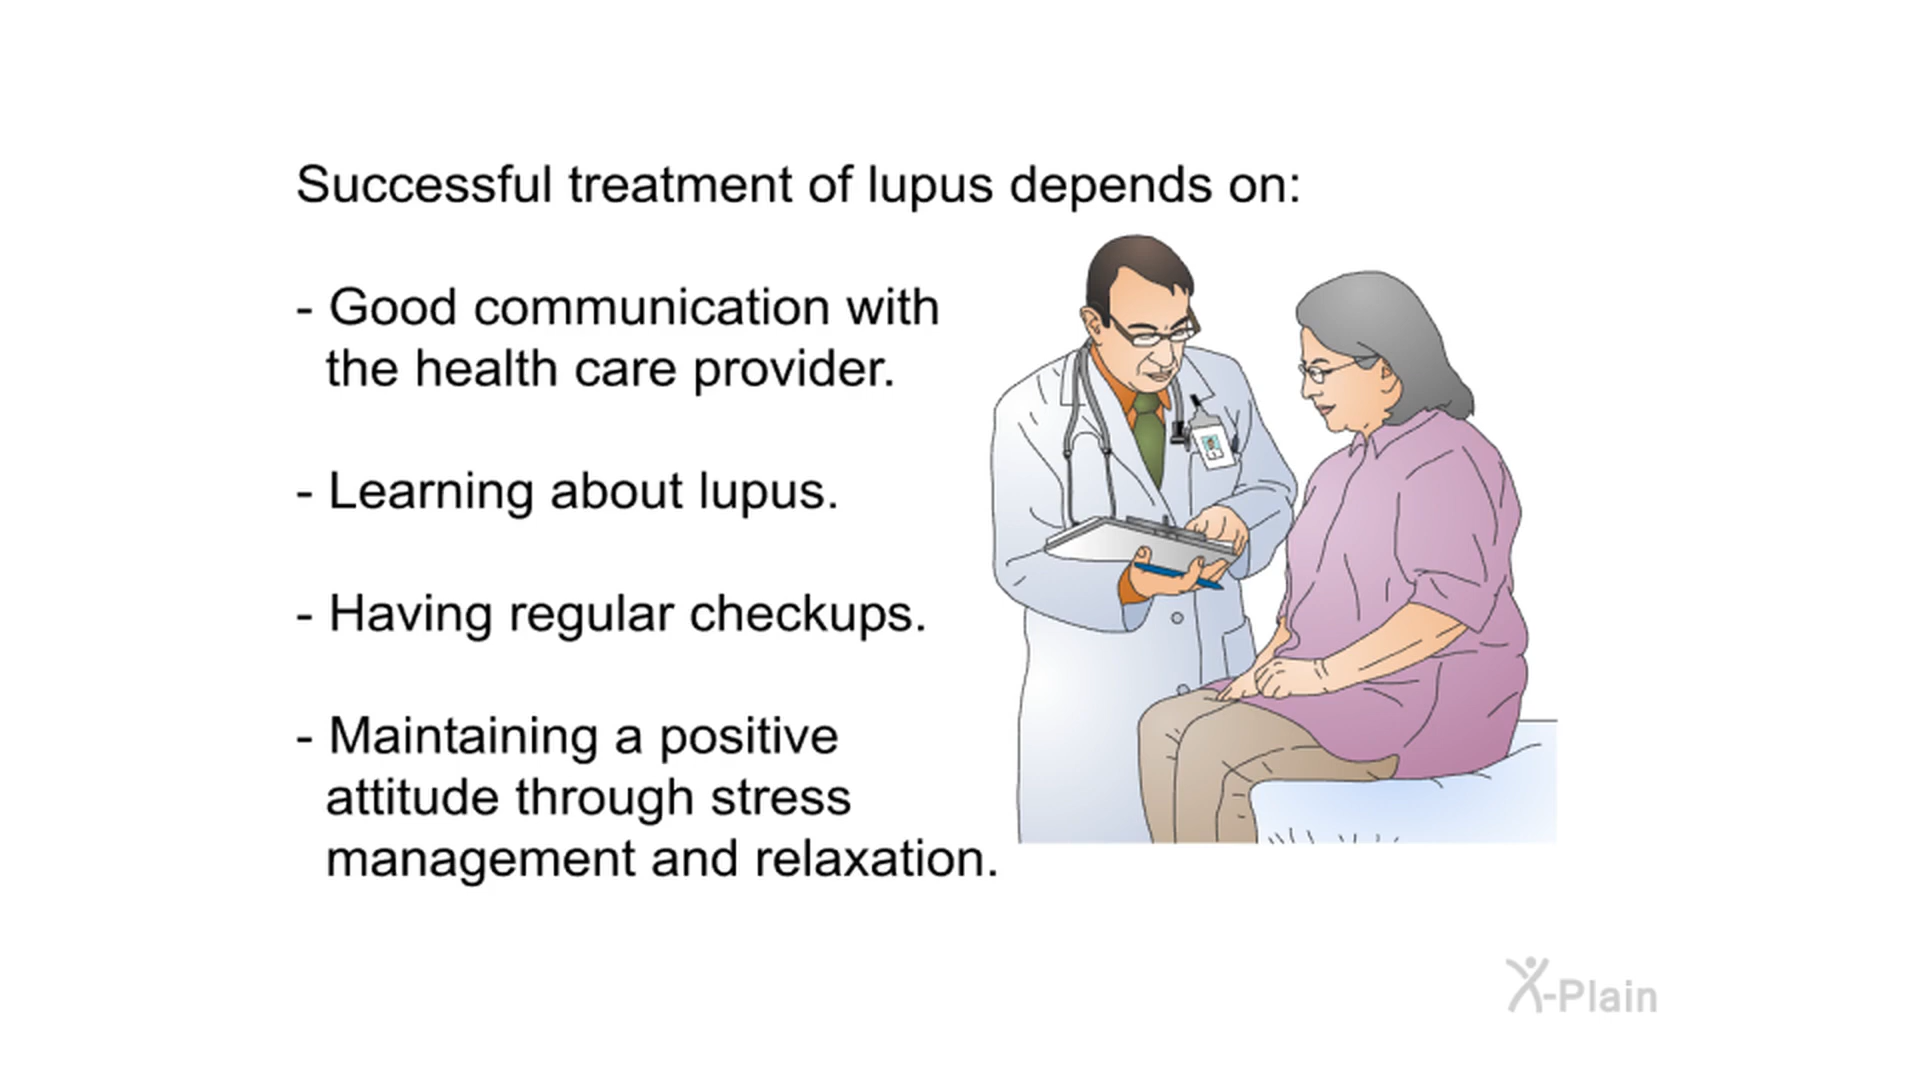 Successful treatment of lupus depends on:
- Good communication with
the health care provider.
- Learning about lupus.
- Having regular checkups.
- Maintaining a positive
attitude through stress
management and relaxation.
X-Plain